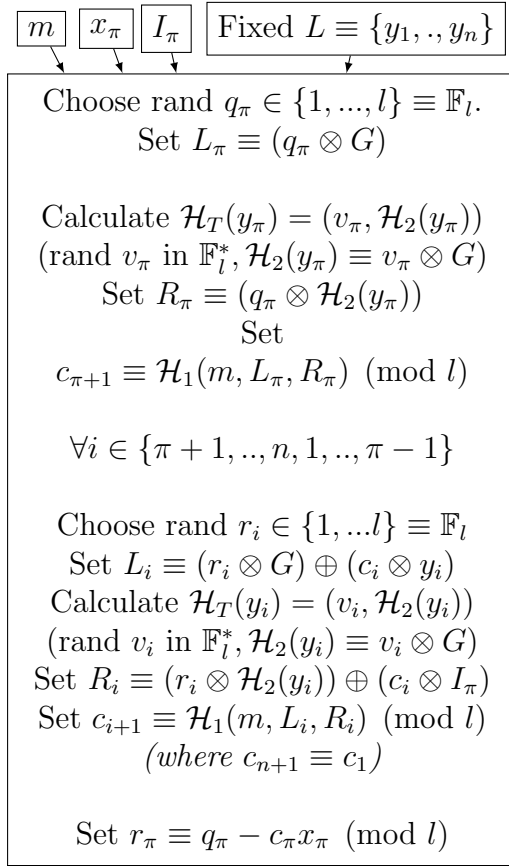 m x_π I_π Fixed L ≡ {y_1, ., y_n}
Choose rand q_π ∈ {1, ..., l} ≡ 𝔽_l.
Set L_π ≡ (q_π ⊗ G)
Calculate ℋ_T(y_π) = (v_π, ℋ_2(y_π))
(rand v_π in 𝔽_l^*, ℋ_2(y_π) ≡ v_π ⊗ G)
Set R_π ≡ (q_π ⊗ ℋ_2(y_π))
Set
c_{π+1} ≡ ℋ_1(m, L_π, R_π) (mod l)
∀i ∈ {π + 1, .., n, 1, .., π − 1}
Choose rand r_i ∈ {1, ...l} ≡ 𝔽_l
Set L_i ≡ (r_i ⊗ G) ⊕ (c_i ⊗ y_i)
Calculate ℋ_T(y_i) = (v_i, ℋ_2(y_i))
(rand v_i in 𝔽_l^*, ℋ_2(y_i) ≡ v_i ⊗ G)
Set R_i ≡ (r_i ⊗ ℋ_2(y_i)) ⊕ (c_i ⊗ I_π)
Set c_{i+1} ≡ ℋ_1(m, L_i, R_i) (mod l)
(where c_{n+1} ≡ c_1)
Set r_π ≡ q_π − c_π x_π (mod l)